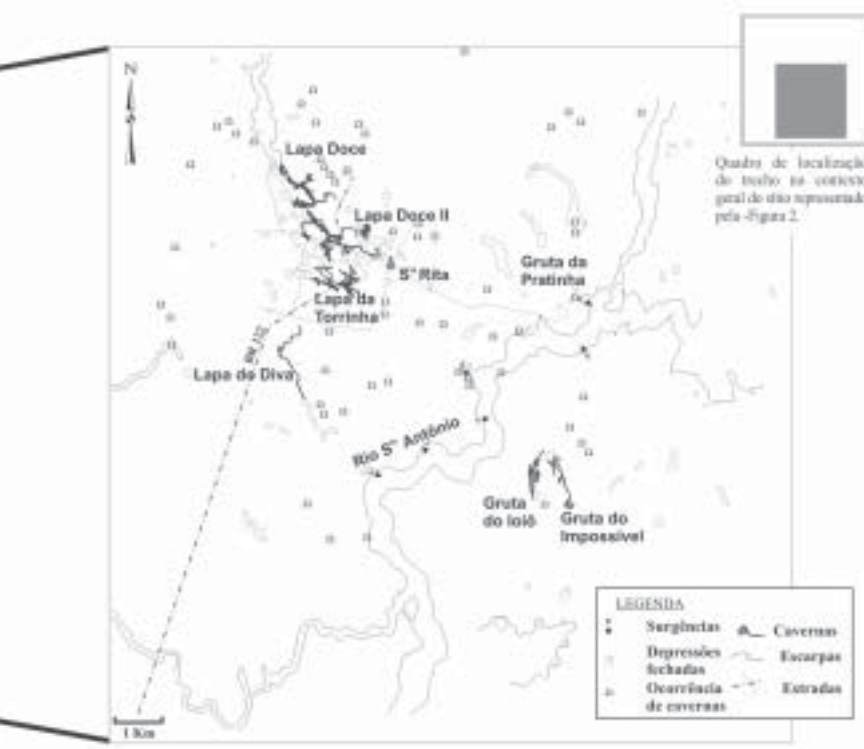 N
Lapa Doce
Lapa Doce II
Sᵗᵃ Rita
Gruta da
Pratinha
Lapa da
Torrinha
Lapa do Diva
Rio Sᵗᵒ Antônio
Gruta
do Ioiô
Gruta do
Impossível
1 Km
Quadro de localização
do trecho no contexto
geral do sítio representado
pela -Figura 2.
LEGENDA
Surgências
Cavernas
Depressões
fechadas
Escarpas
Ocorrência
de cavernas
Estradas